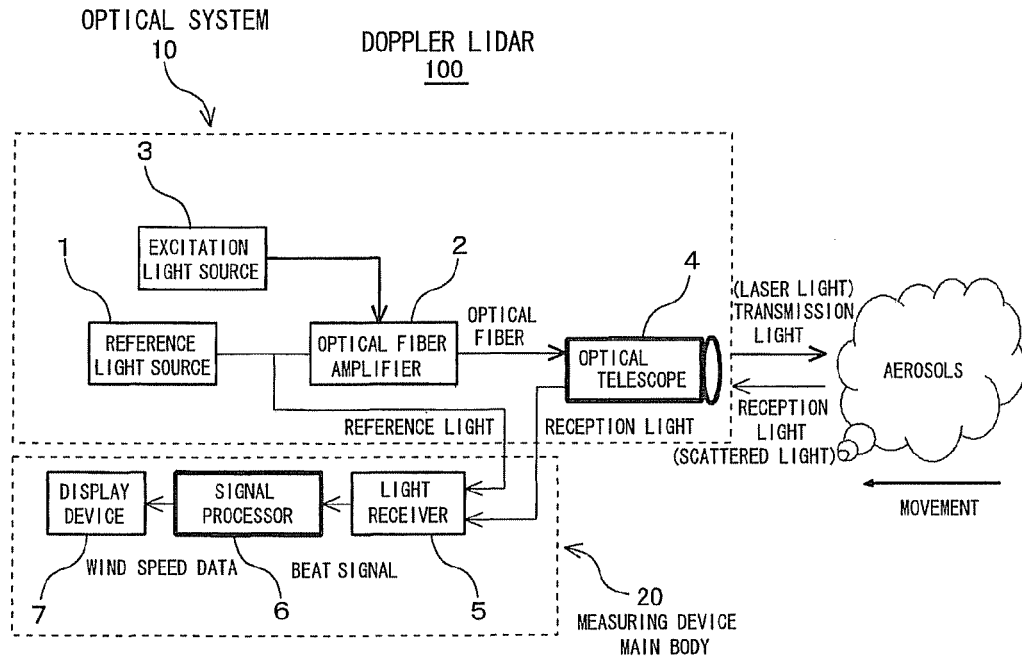 OPTICAL SYSTEM
10
DOPPLER LIDAR
100
3
EXCITATION
LIGHT SOURCE
1
2
4
REFERENCE
LIGHT SOURCE
OPTICAL FIBER
AMPLIFIER
OPTICAL
FIBER
OPTICAL
TELESCOPE
(LASER LIGHT)
TRANSMISSION
LIGHT
AEROSOLS
RECEPTION
LIGHT
(SCATTERED LIGHT)
MOVEMENT
REFERENCE LIGHT
RECEPTION LIGHT
DISPLAY
DEVICE
SIGNAL
PROCESSOR
LIGHT
RECEIVER
WIND SPEED DATA
BEAT SIGNAL
7
6
5
20
MEASURING DEVICE
MAIN BODY